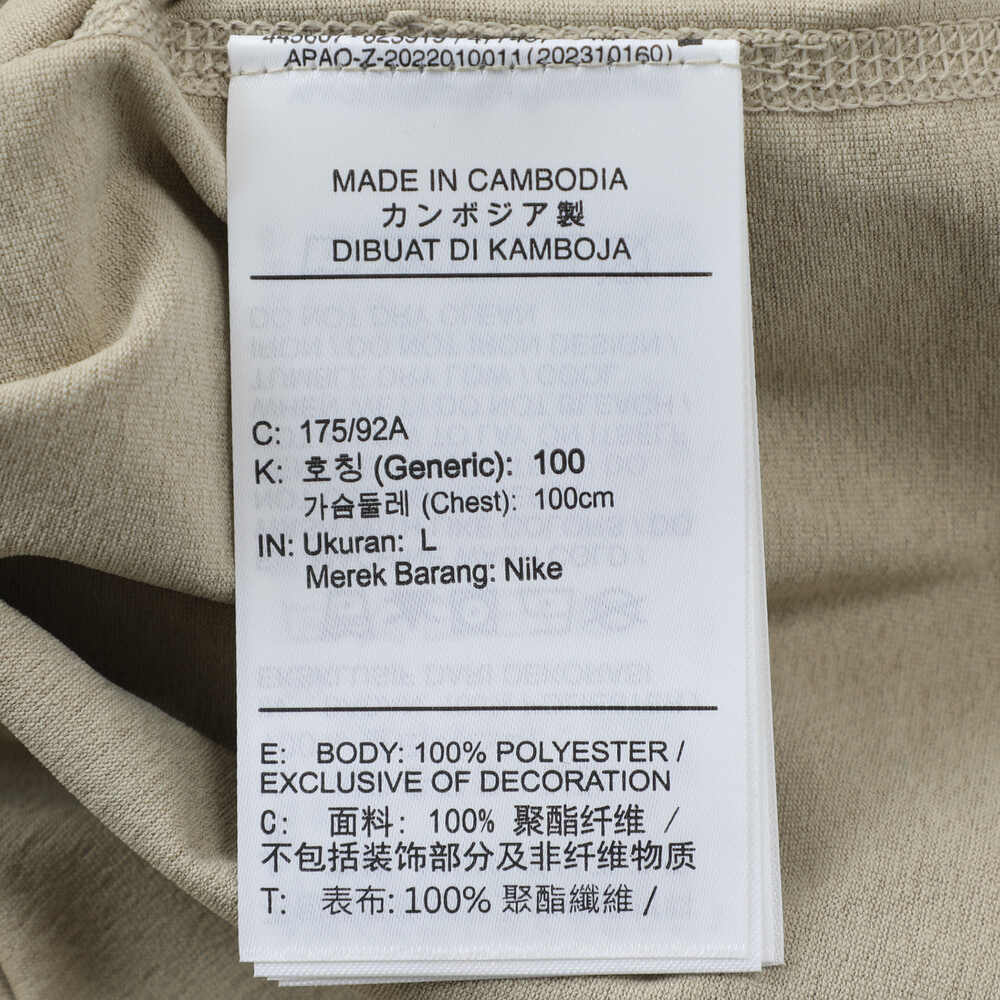 APAO-Z-2022010011(202310160)
MADE IN CAMBODIA
カンボジア製
DIBUAT DI KAMBOJA
C: 175/92A
K: 호칭 (Generic): 100
가슴둘레 (Chest): 100cm
IN: Ukuran: L
Merek Barang: Nike
E: BODY: 100% POLYESTER /
EXCLUSIVE OF DECORATION
C: 面料: 100% 聚酯纤维 /
不包括装饰部分及非纤维物质
T: 表布: 100% 聚酯纖維 /